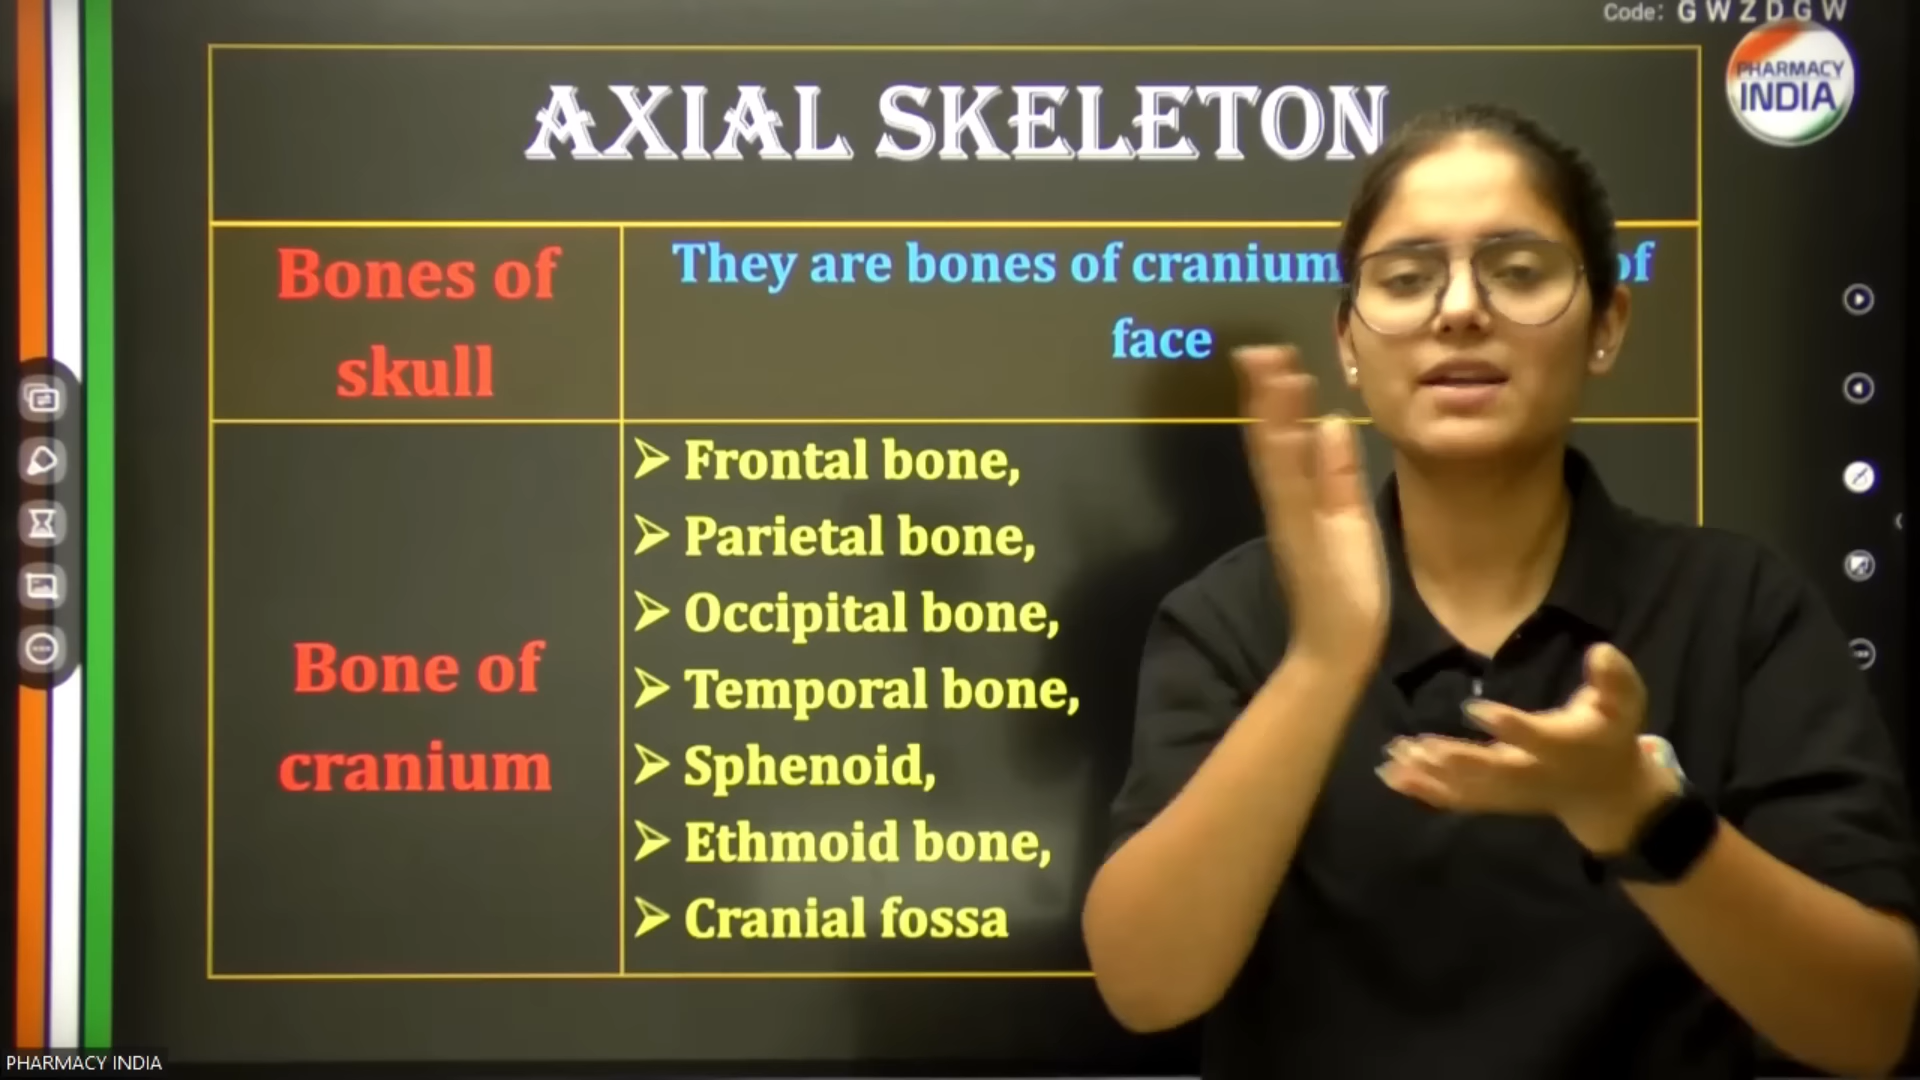 Code: GWZDGW
PHARMACY
INDIA
AXIAL SKELETON
Bones of
skull
They are bones of cranium of
face
Bone of
cranium
Frontal bone,
Parietal bone,
Occipital bone,
Temporal bone,
Sphenoid,
Ethmoid bone,
Cranial fossa
PHARMACY INDIA